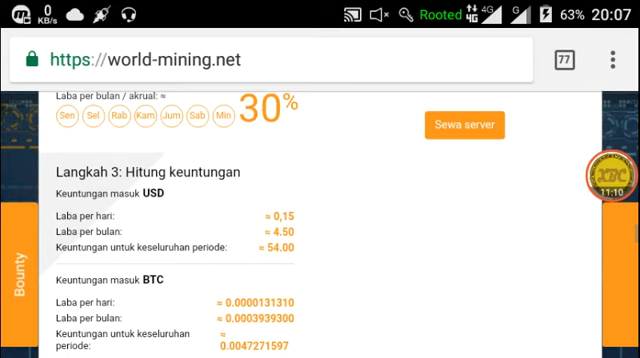 0
KB/s
Rooted
4G
4G
G
63%
20:07
https://world-mining.net
77
Laba per bulan / akrual: ≈
30%
Sen Sel Rab Kam Jum Sab Min
Sewa server
Langkah 3: Hitung keuntungan
Keuntungan masuk USD
XBC
11:10
Laba per hari: ≈ 0,15
Laba per bulan: ≈ 4.50
Keuntungan untuk keseluruhan periode: ≈ 54.00
Bounty
Keuntungan masuk BTC
Laba per hari: ≈ 0.0000131310
Laba per bulan: ≈ 0.0003939300
Keuntungan untuk keseluruhan ≈
periode: 0.0047271597